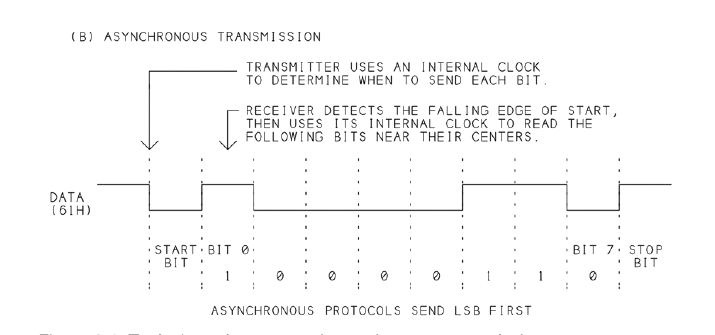 (B) ASYNCHRONOUS TRANSMISSION
TRANSMITTER USES AN INTERNAL CLOCK
TO DETERMINE WHEN TO SEND EACH BIT.
RECEIVER DETECTS THE FALLING EDGE OF START,
THEN USES ITS INTERNAL CLOCK TO READ THE
FOLLOWING BITS NEAR THEIR CENTERS.
DATA
(61H)
START BIT 0 BIT 7 STOP
BIT BIT
1 0 0 0 0 1 1 0
ASYNCHRONOUS PROTOCOLS SEND LSB FIRST